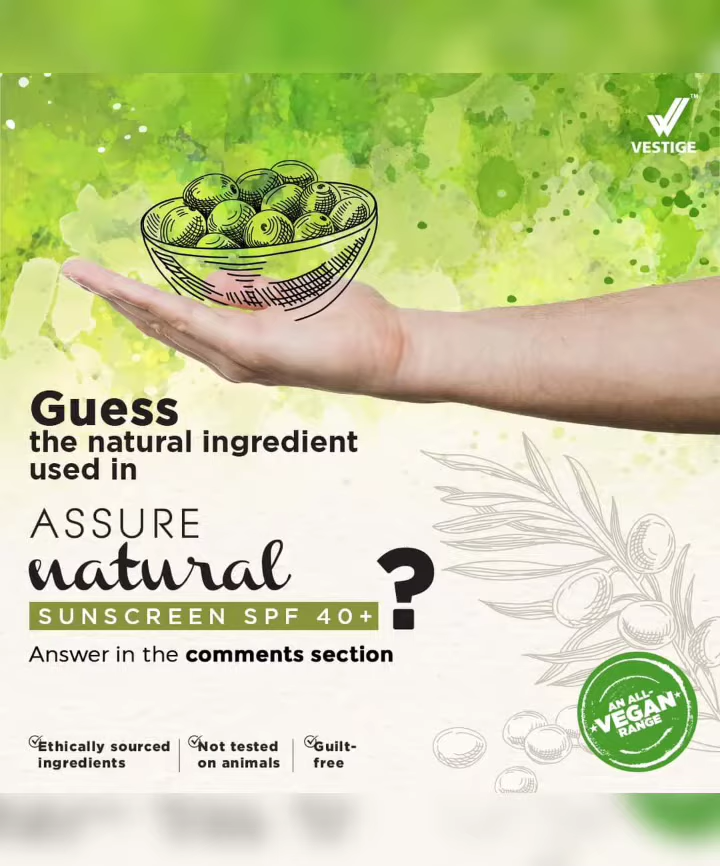 TM
VESTIGE
Guess
the natural ingredient
used in
ASSURE
natural
SUNSCREEN SPF 40+
?
Answer in the comments section
Ethically sourced
ingredients
Not tested
on animals
Guilt-
free
AN ALL-
VEGAN
RANGE